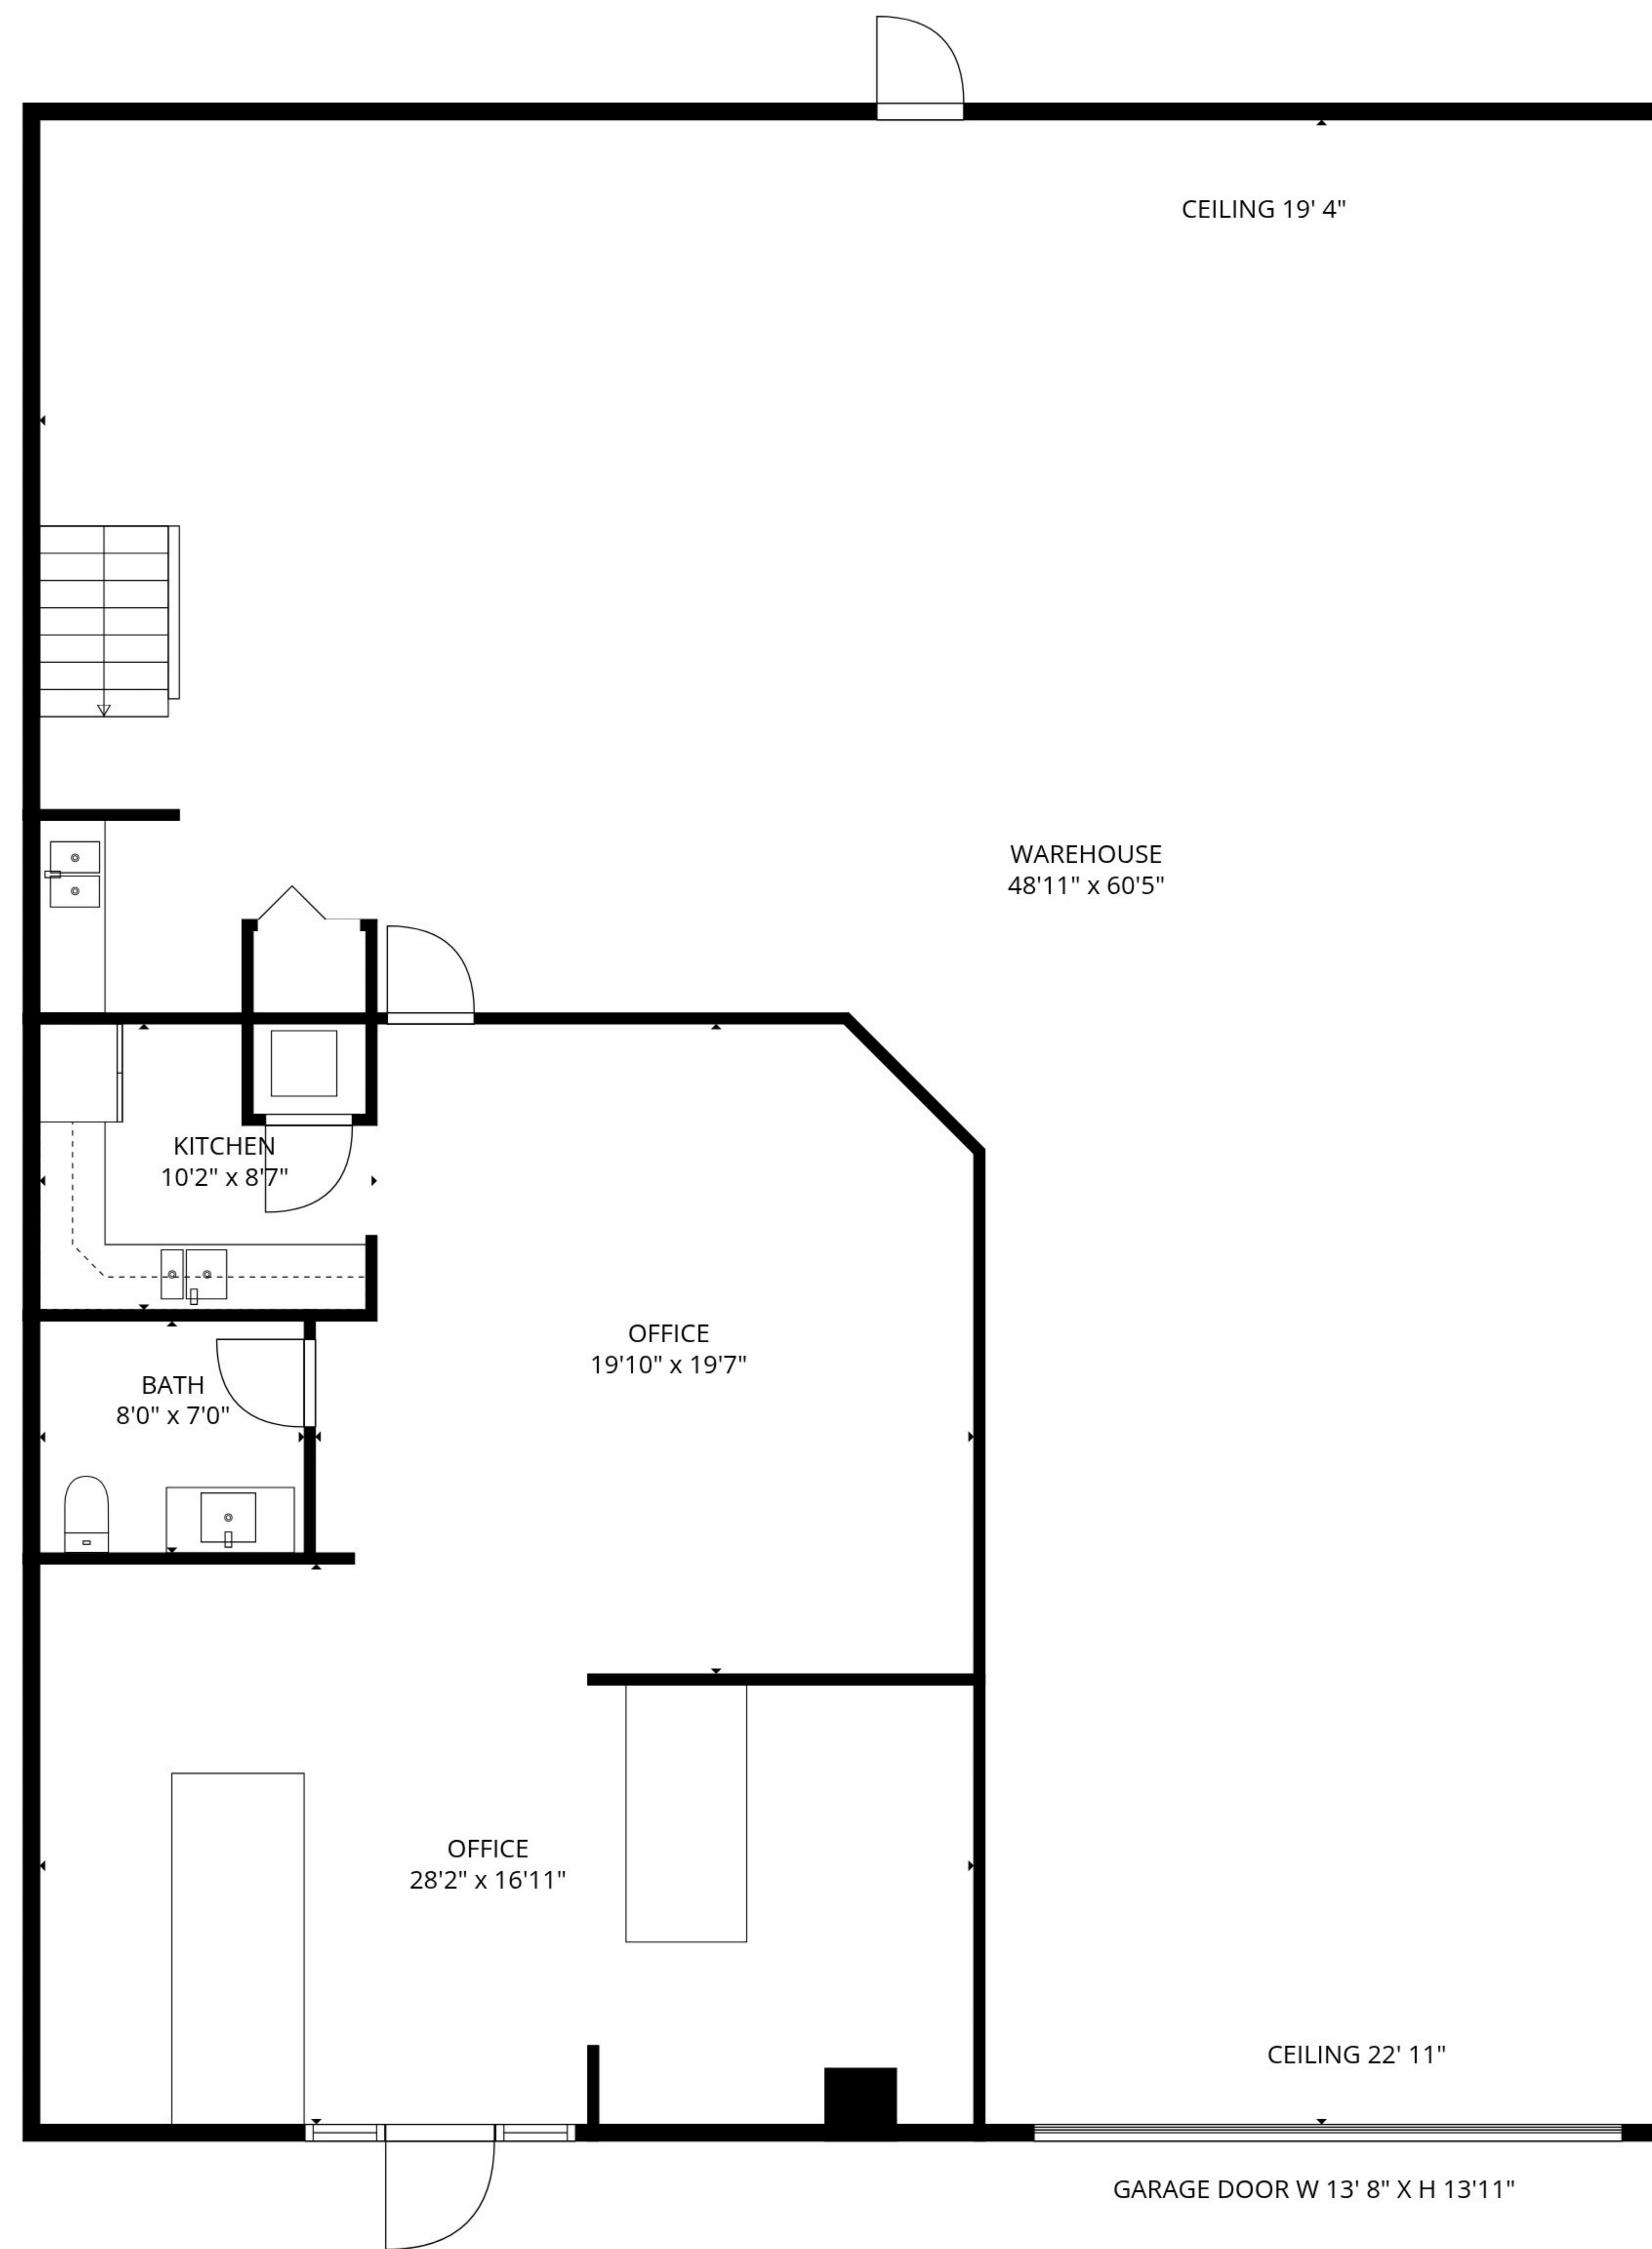 CEILING 19' 4"
WAREHOUSE
48'11" x 60'5"
KITCHEN
10'2" x 8'7"
OFFICE
19'10" x 19'7"
BATH
8'0" x 7'0"
OFFICE
28'2" x 16'11"
CEILING 22' 11"
GARAGE DOOR W 13' 8" X H 13'11"